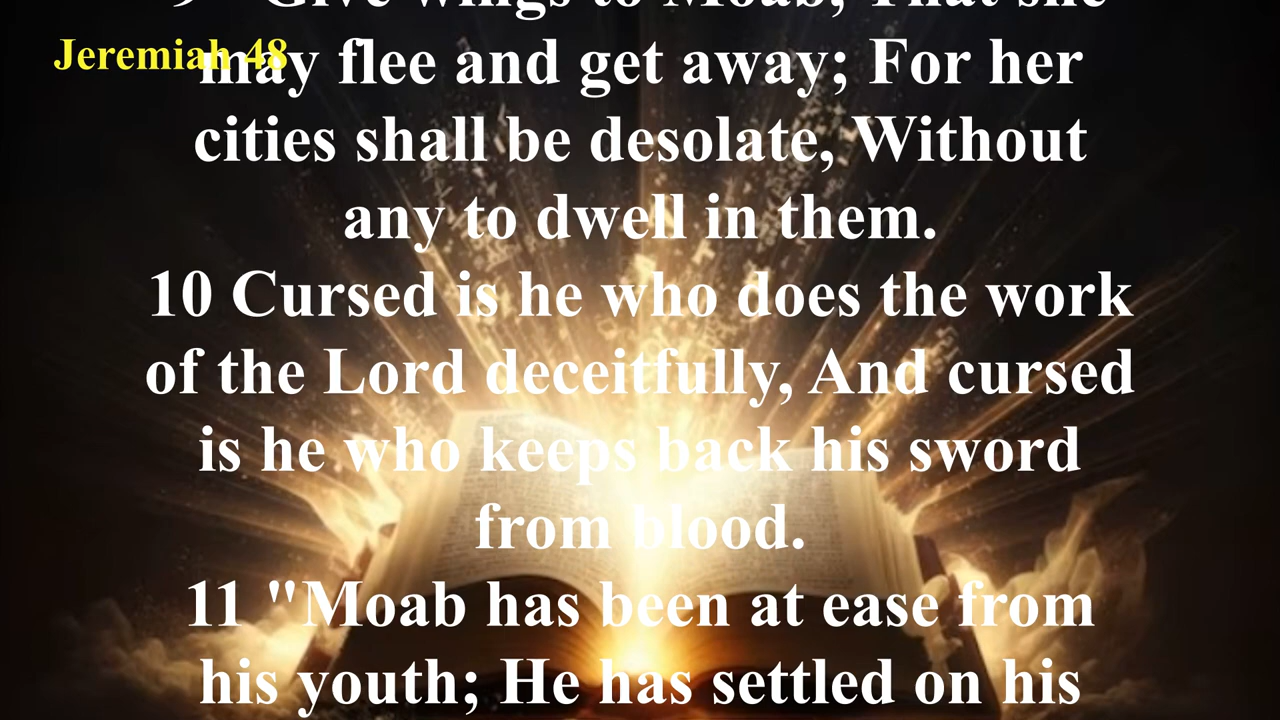 9 "Give wings to Moab, That she
Jeremiah 48
may flee and get away; For her
cities shall be desolate, Without
any to dwell in them.
10 Cursed is he who does the work
of the Lord deceitfully, And cursed
is he who keeps back his sword
from blood.
11 "Moab has been at ease from
his youth; He has settled on his